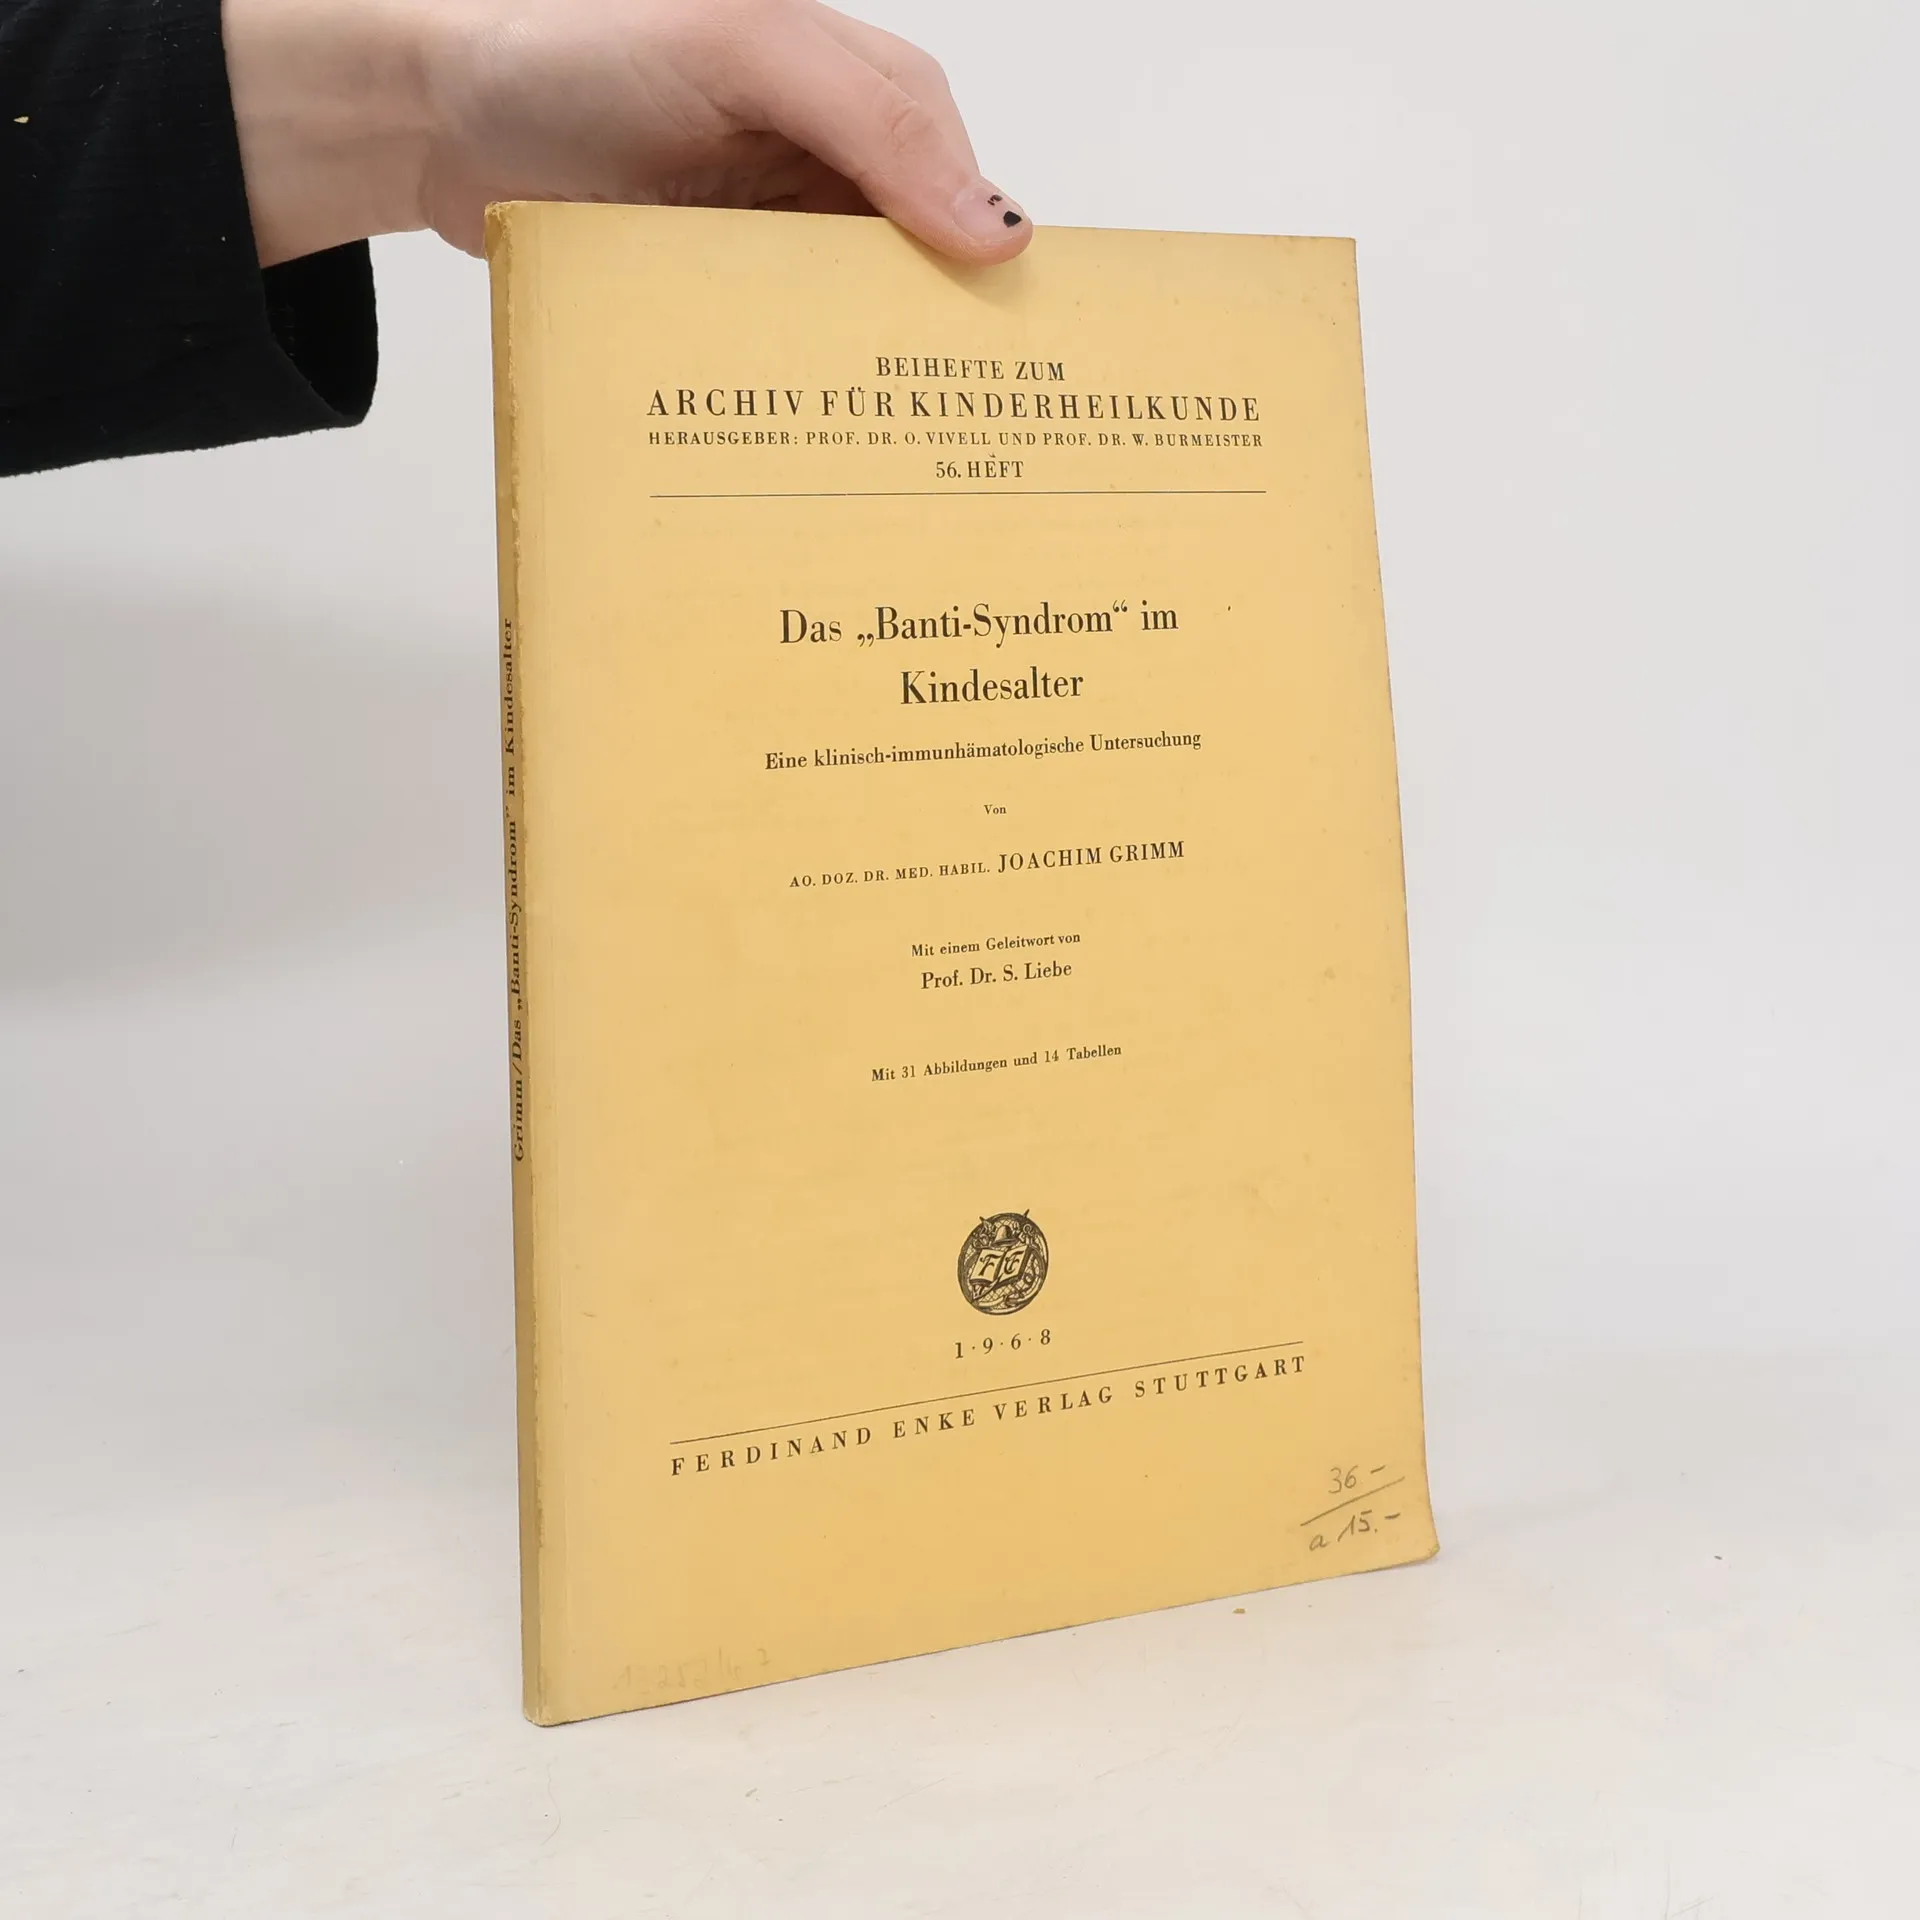 BEIHEFTE ZUM
ARCHIV FÜR KINDERHEILKUNDE
HERAUSGEBER: PROF. DR. O. VIVELL UND PROF. DR. W. BURMEISTER
56. HEFT
Das „Banti-Syndrom“ im
Kindesalter
Eine klinisch-immunhämatologische Untersuchung
Von
AO. DOZ. DR. MED. HABIL. JOACHIM GRIMM
Mit einem Geleitwort von
Prof. Dr. S. Liebe
Mit 31 Abbildungen und 14 Tabellen
F E
1·9·6·8
FERDINAND ENKE VERLAG STUTTGART
36 –
a 15.–
Grimm / Das „Banti-Syndrom“ im Kindesalter